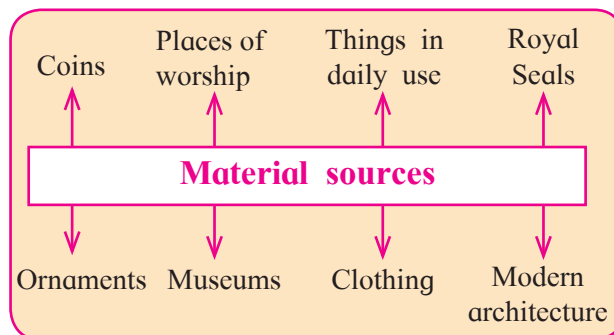 Coins
Places of
worship
Things in
daily use
Royal
Seals
Material sources
Ornaments
Museums
Clothing
Modern
architecture